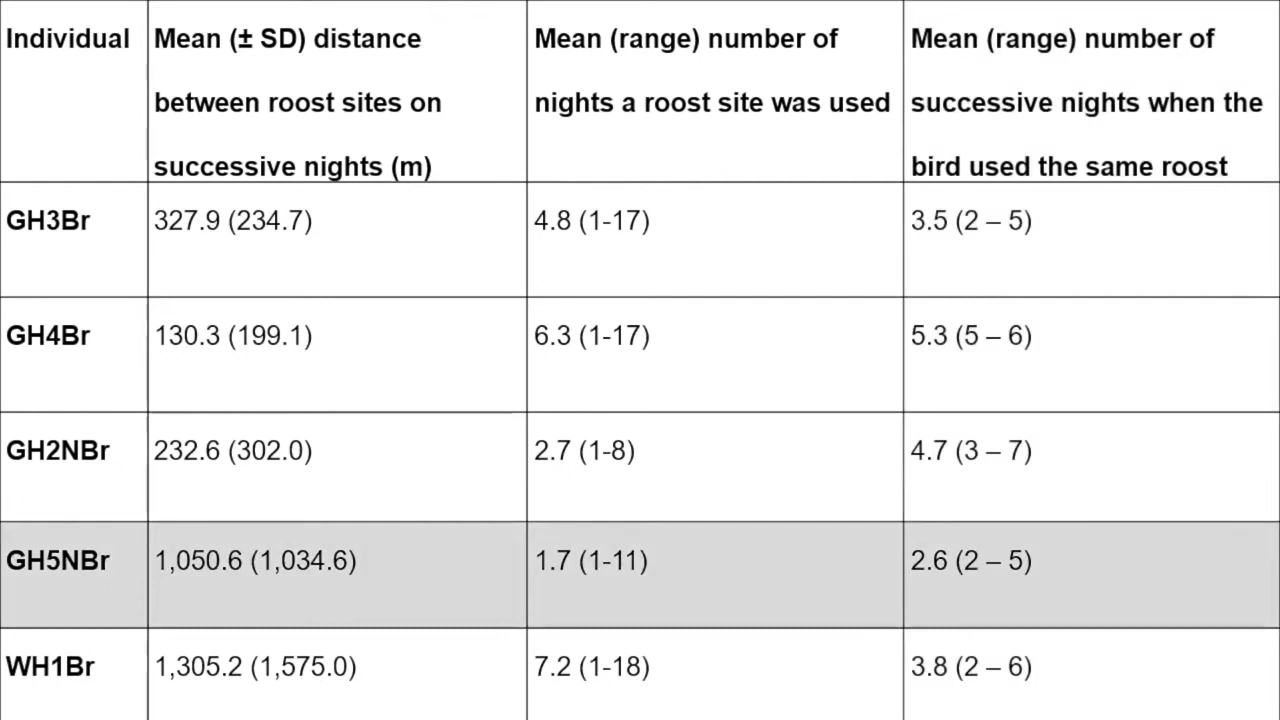 Individual
Mean (± SD) distance
between roost sites on
successive nights (m)
Mean (range) number of
nights a roost site was used
Mean (range) number of
successive nights when the
bird used the same roost
GH3Br
327.9 (234.7)
4.8 (1-17)
3.5 (2 – 5)
GH4Br
130.3 (199.1)
6.3 (1-17)
5.3 (5 – 6)
GH2NBr
232.6 (302.0)
2.7 (1-8)
4.7 (3 – 7)
GH5NBr
1,050.6 (1,034.6)
1.7 (1-11)
2.6 (2 – 5)
WH1Br
1,305.2 (1,575.0)
7.2 (1-18)
3.8 (2 – 6)